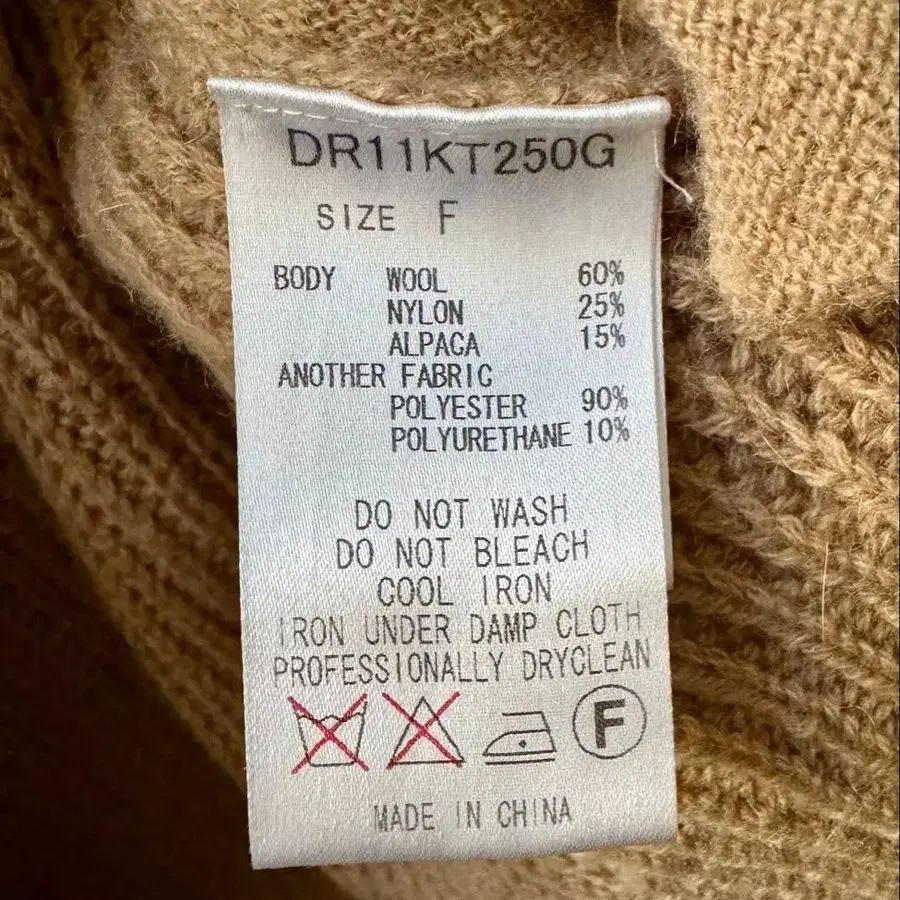 DR11KT250G
SIZE F
BODY WOOL 60%
NYLON 25%
ALPACA 15%
ANOTHER FABRIC
POLYESTER 90%
POLYURETHANE 10%
DO NOT WASH
DO NOT BLEACH
COOL IRON
IRON UNDER DAMP CLOTH
PROFESSIONALLY DRYCLEAN
F
MADE IN CHINA